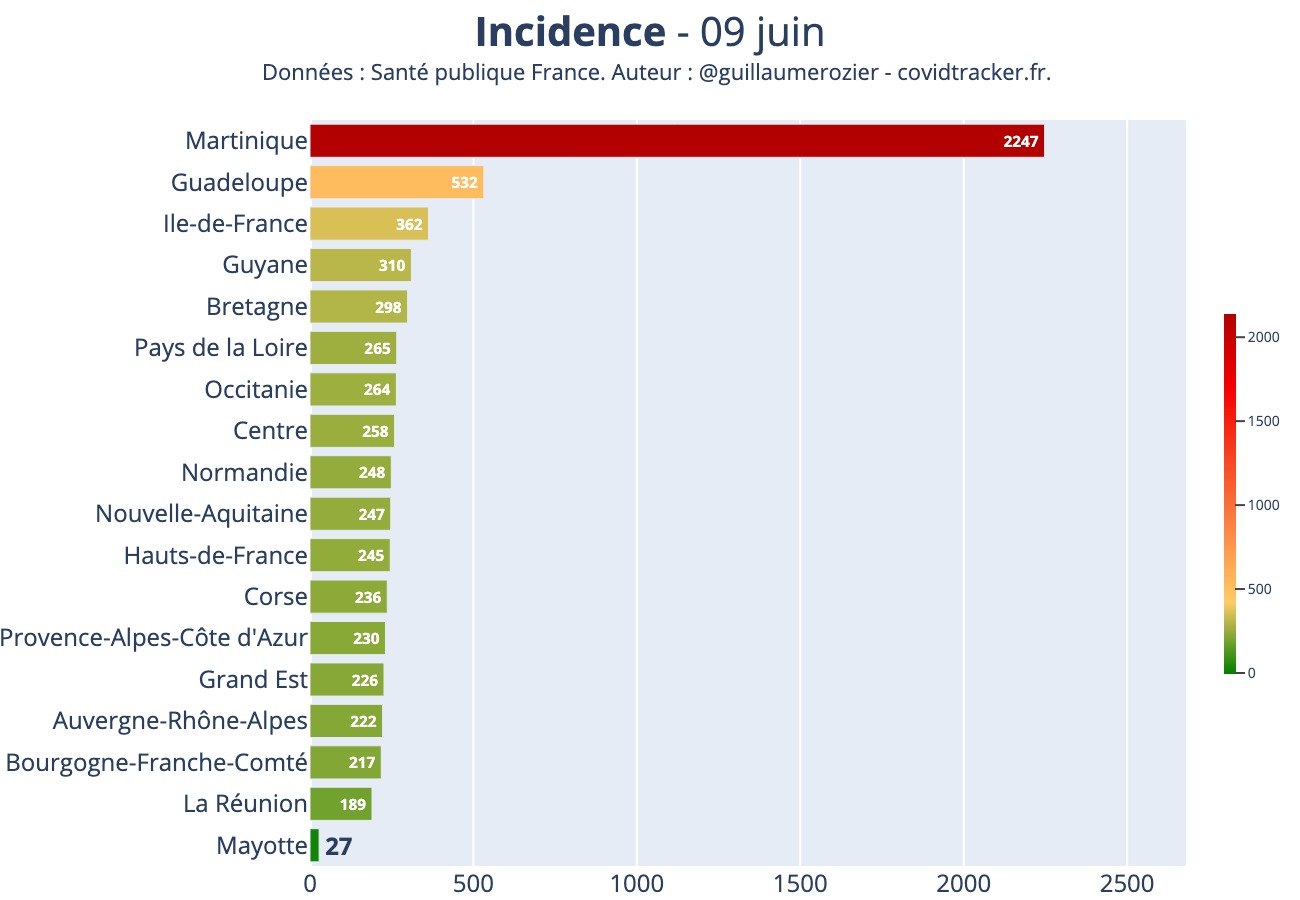 Incidence - 09 juin
Données : Santé publique France. Auteur : @guillaumerozier - covidtracker.fr.
Martinique 2247
Guadeloupe 532
Ile-de-France 362
Guyane 310
Bretagne 298
Pays de la Loire 265
Occitanie 264
Centre 258
Normandie 248
Nouvelle-Aquitaine 247
Hauts-de-France 245
Corse 236
Provence-Alpes-Côte d'Azur 230
Grand Est 226
Auvergne-Rhône-Alpes 222
Bourgogne-Franche-Comté 217
La Réunion 189
Mayotte 27
0 500 1000 1500 2000 2500
2000
1500
1000
500
0